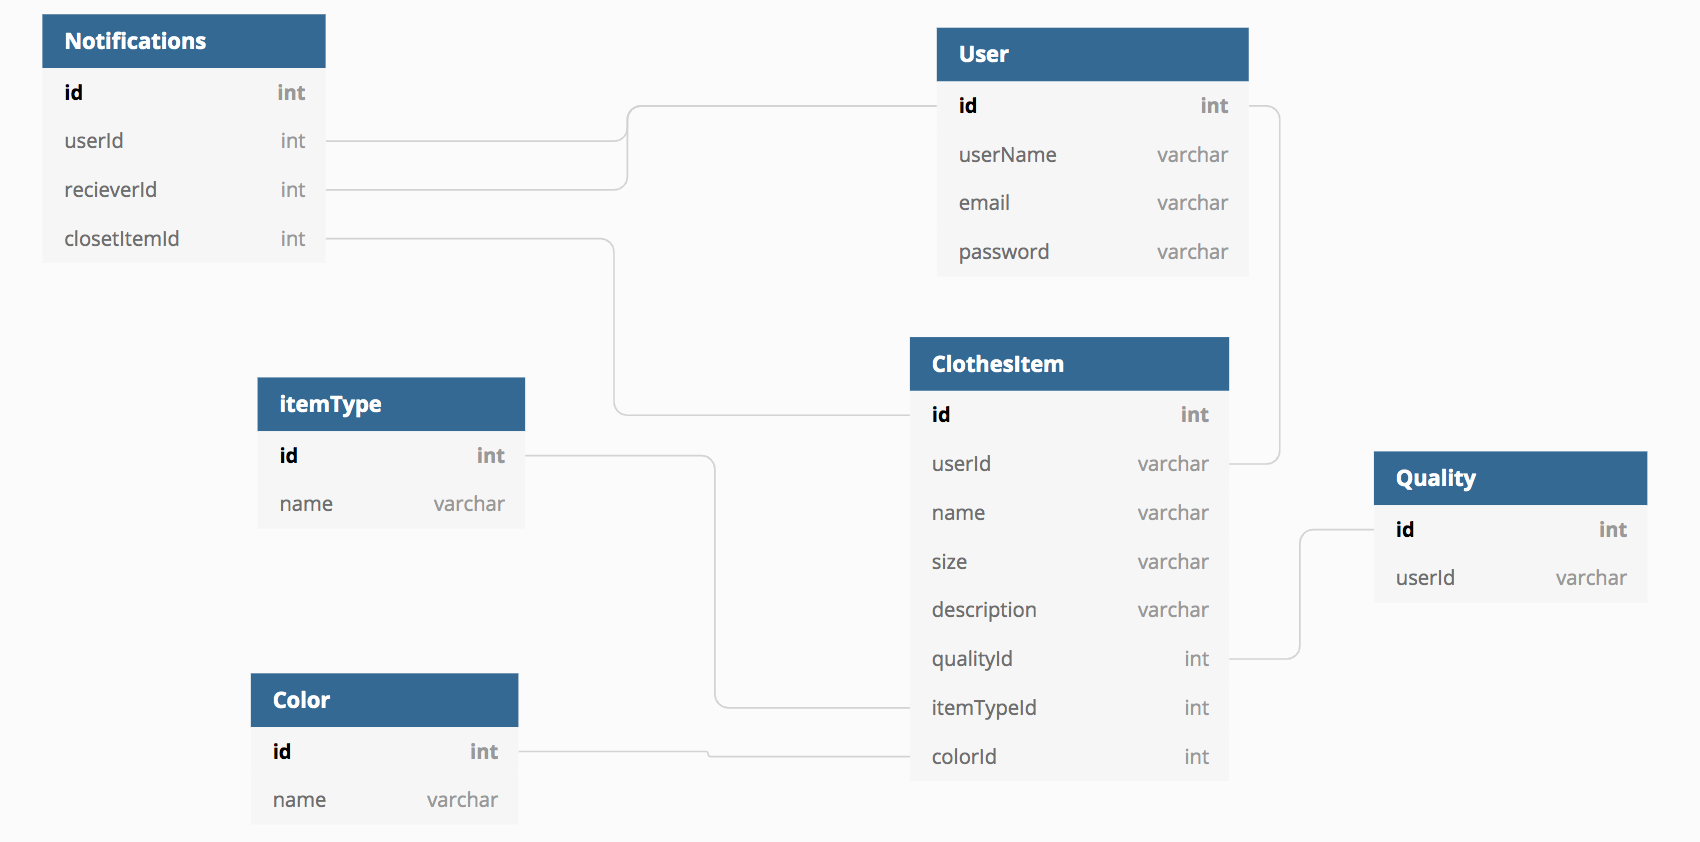 Notifications
id int
userId int
recieverId int
closetItemId int
User
id int
userName varchar
email varchar
password varchar
itemType
id int
name varchar
ClothesItem
id int
userId varchar
name varchar
size varchar
description varchar
qualityId int
itemTypeId int
colorId int
Quality
id int
userId varchar
Color
id int
name varchar